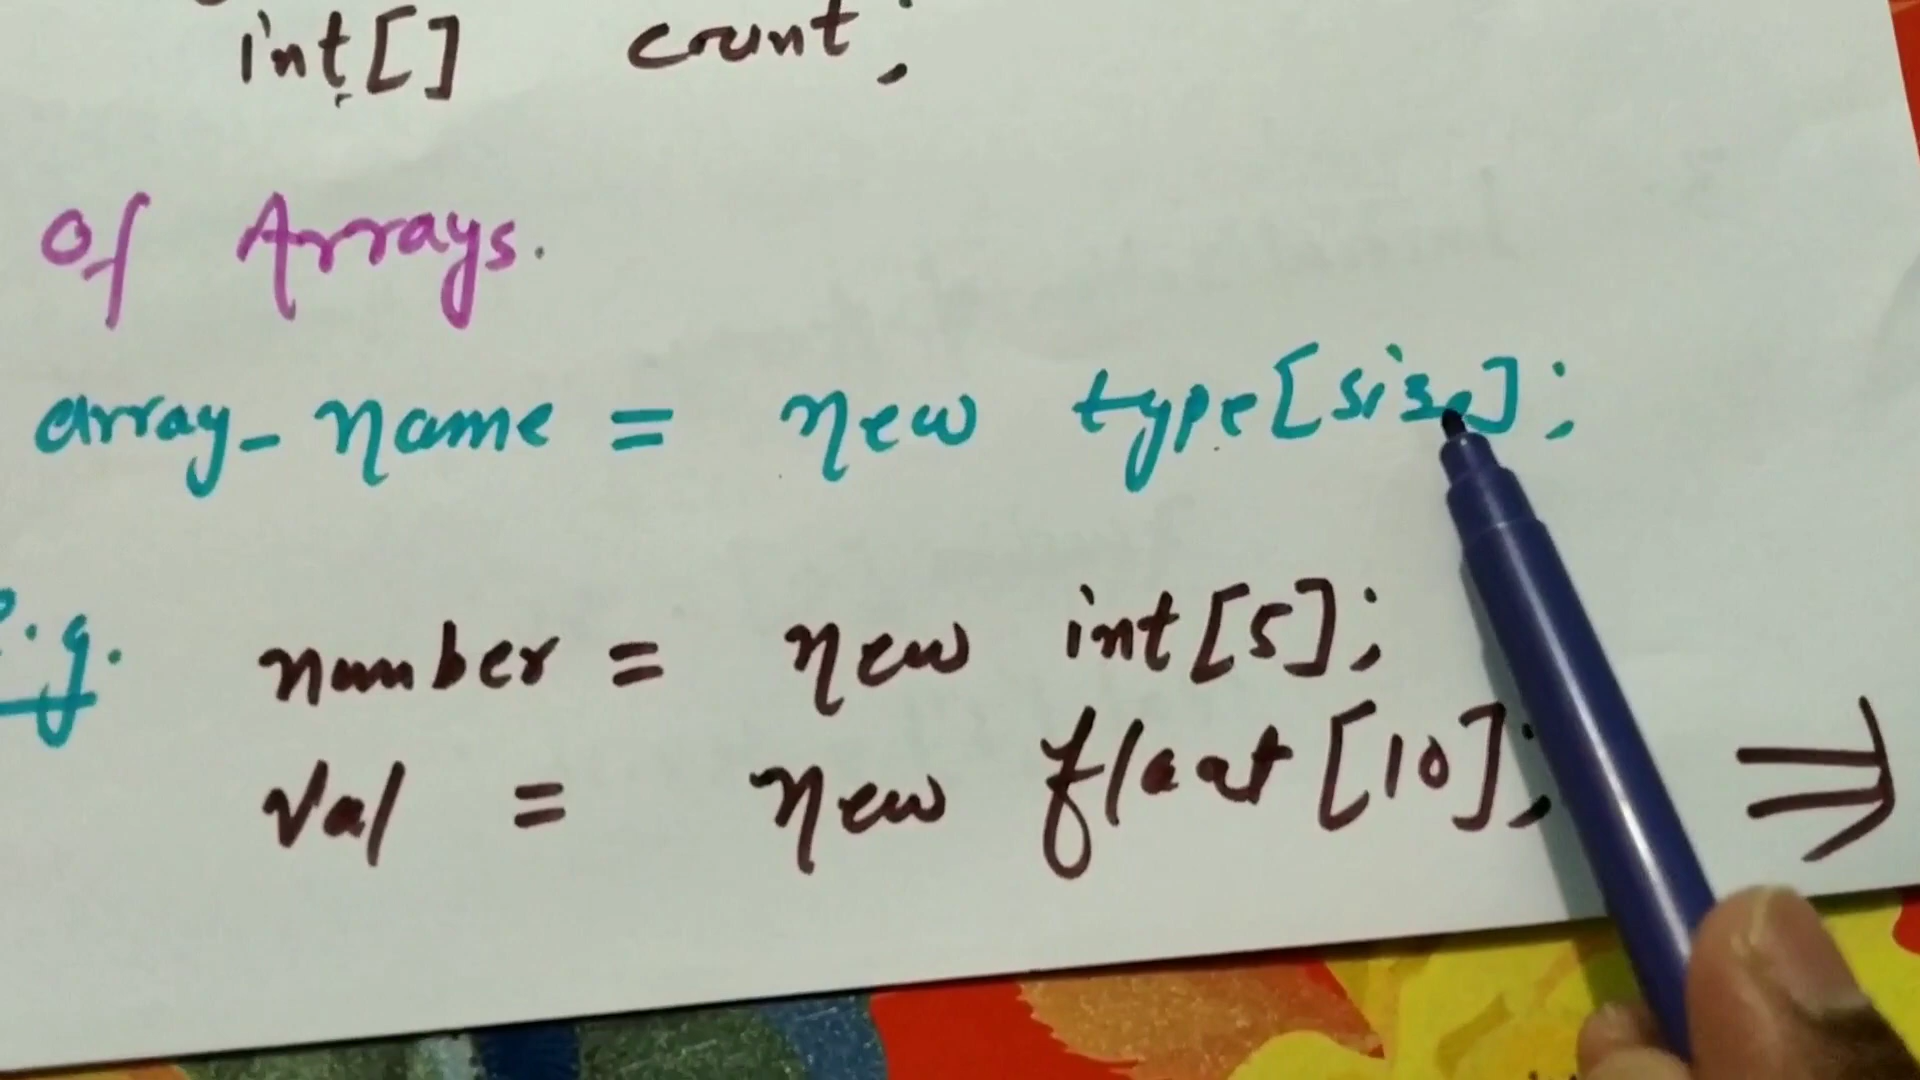 int[] count;
of Arrays.
array_name = new type[size];
e.g. number = new int[5];
val = new float[10]; ⇒